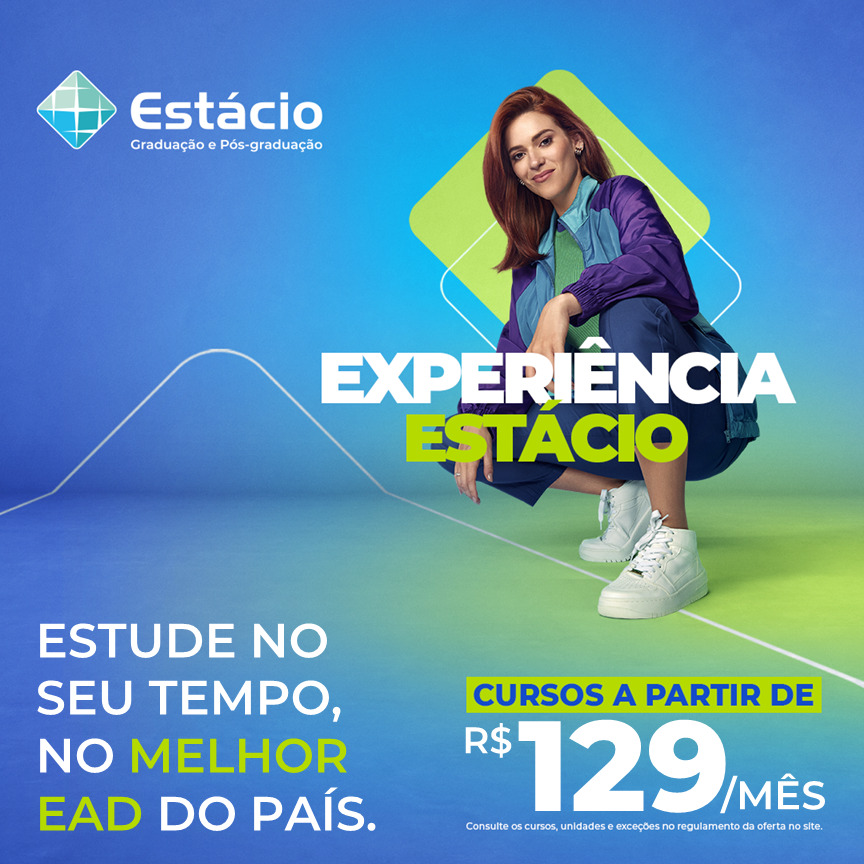 Estácio
Graduação e Pós-graduação
EXPERIÊNCIA
ESTÁCIO
ESTUDE NO
SEU TEMPO,
NO MELHOR
EAD DO PAÍS.
CURSOS A PARTIR DE
R$129/MÊS
Consulte os cursos, unidades e exceções no regulamento da oferta no site.